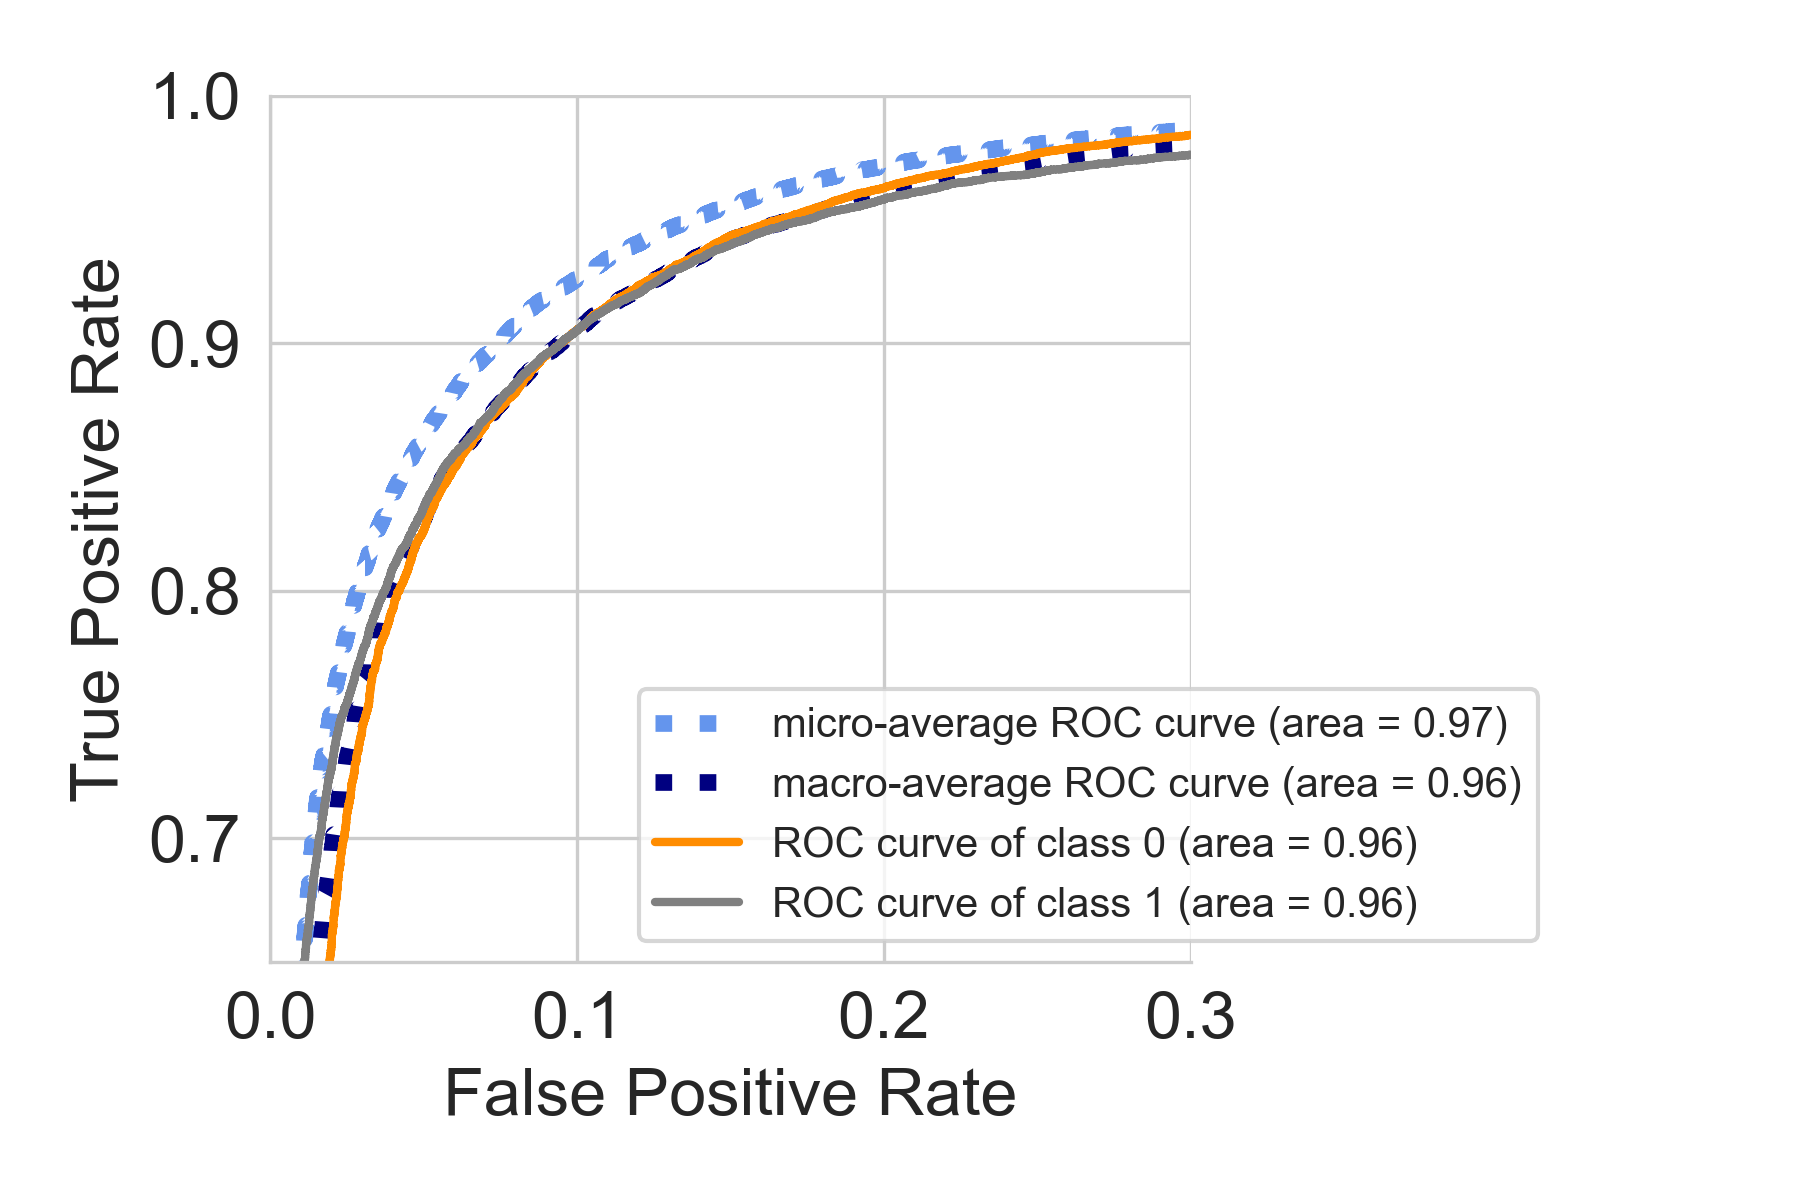 1.0
0.9
0.8
0.7
True Positive Rate
micro-average ROC curve (area = 0.97)
macro-average ROC curve (area = 0.96)
ROC curve of class 0 (area = 0.96)
ROC curve of class 1 (area = 0.96)
0.0 0.1 0.2 0.3
False Positive Rate